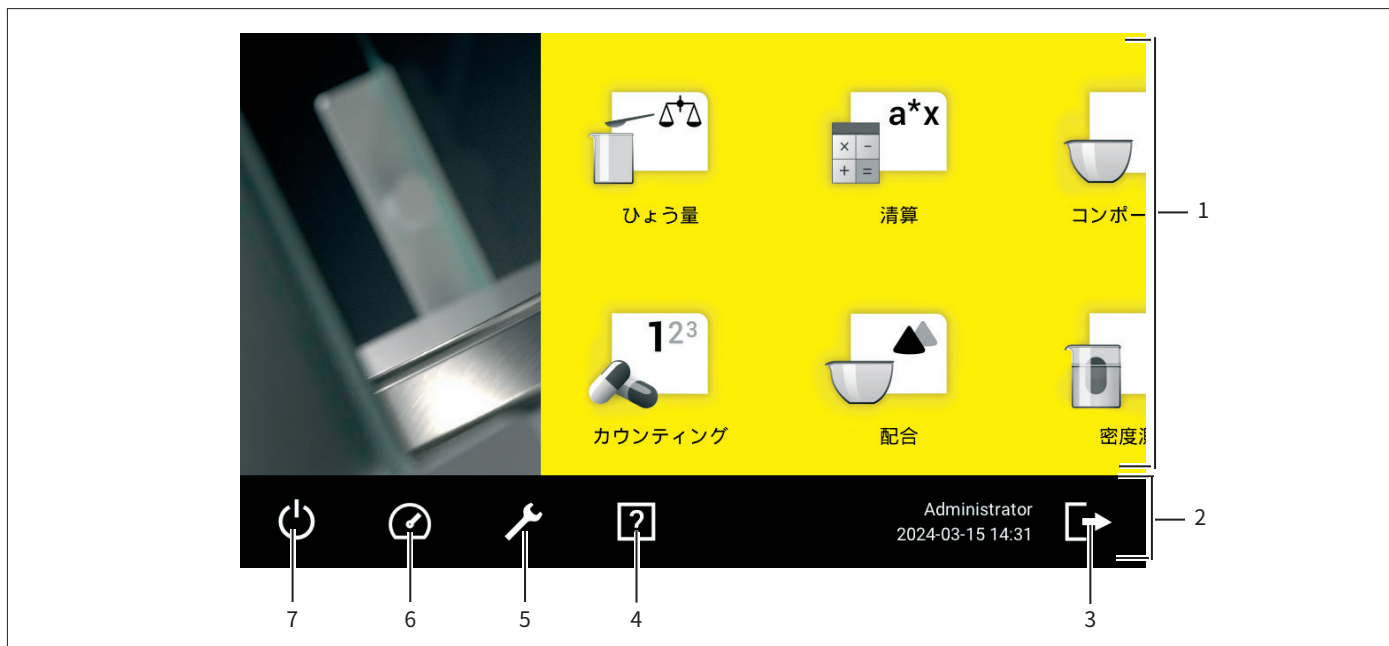 a*x
× −
+ =
ひょう量
清算
コンポー
1
123
カウンティング
配合
密度
?
Administrator
2024-03-15 14:31
2
7
6
5
4
3